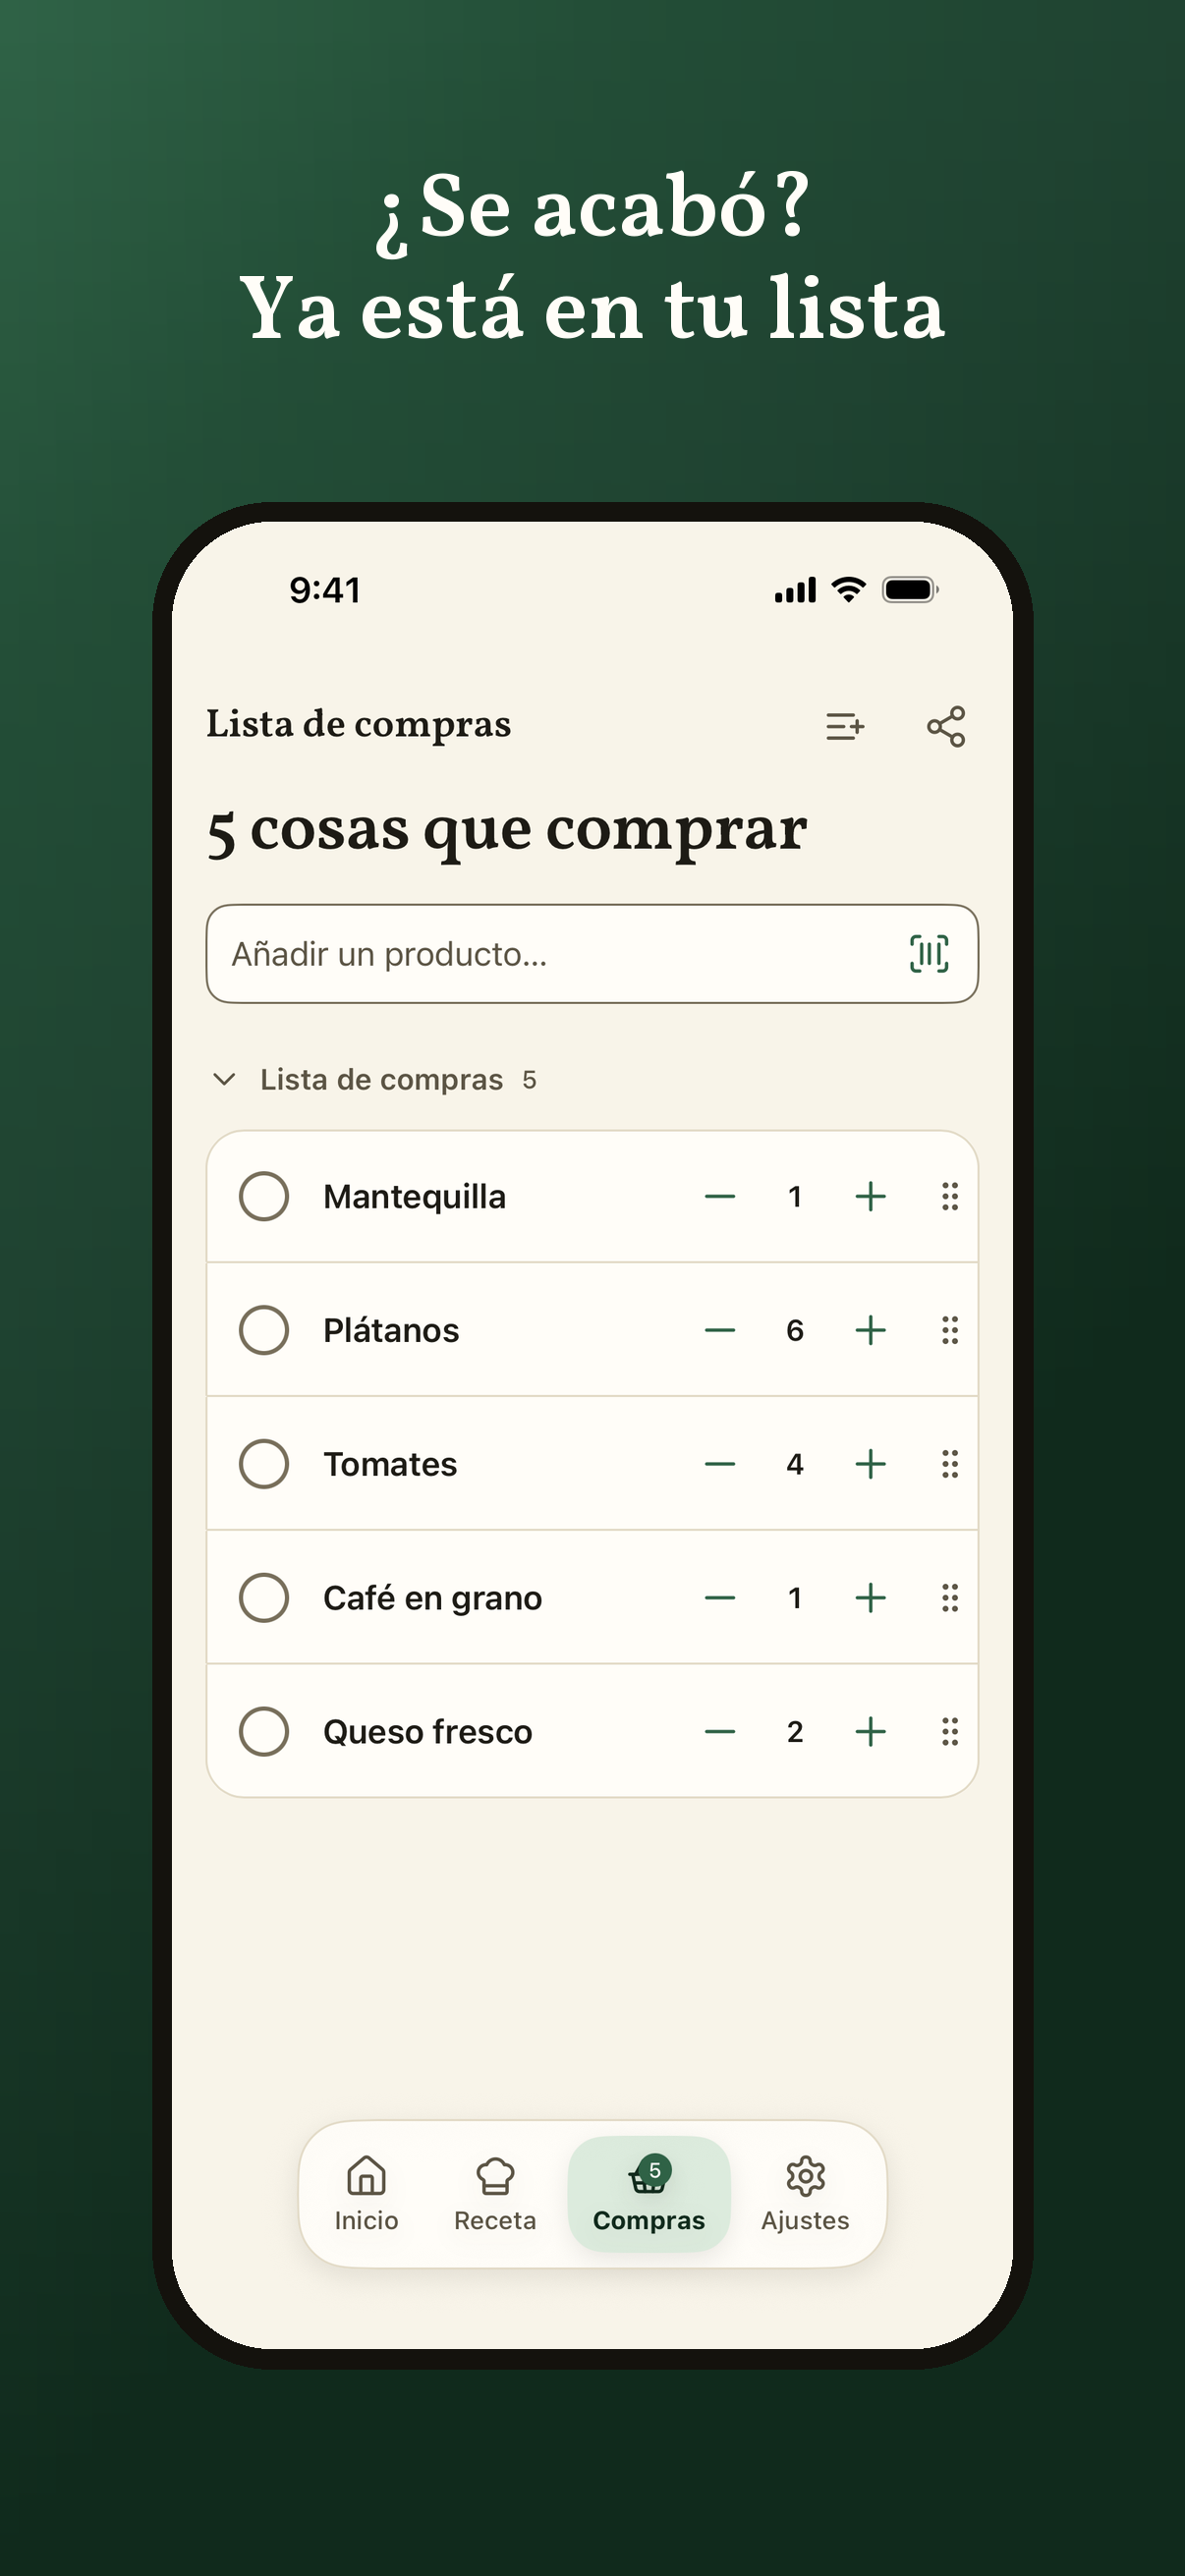 ¿Se acabó?
Ya está en tu lista
9:41
Lista de compras
5 cosas que comprar
Añadir un producto...
Lista de compras 5
Mantequilla 1
Plátanos 6
Tomates 4
Café en grano 1
Queso fresco 2
5
Inicio Receta Compras Ajustes